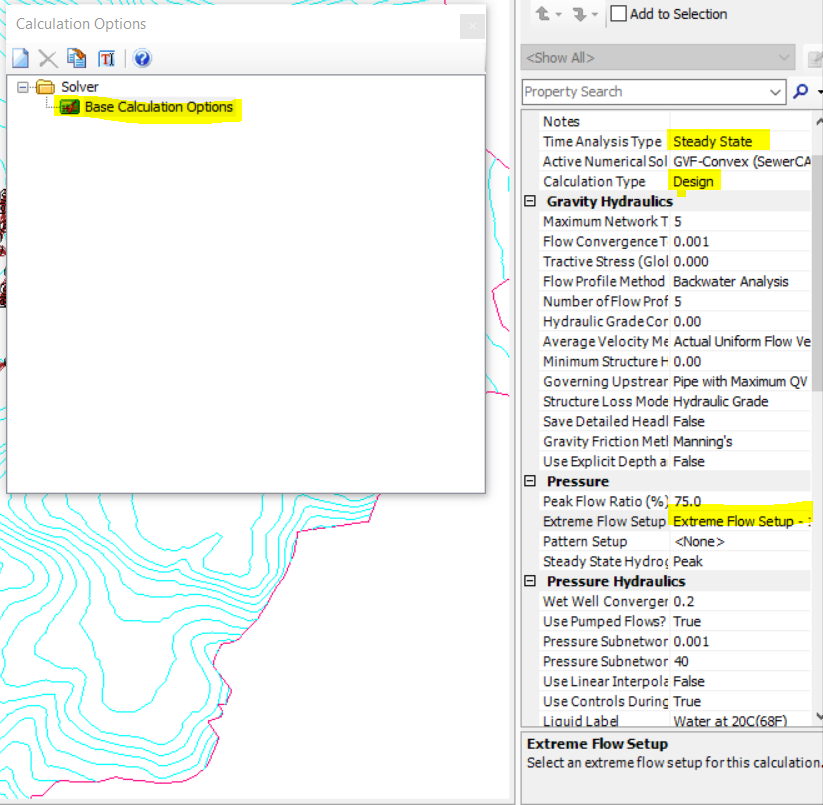 Calculation Options
Solver
Base Calculation Options
Add to Selection
<Show All>
Property Search
Notes
Time Analysis Type Steady State
Active Numerical Sol GVF-Convex (SewerCA
Calculation Type Design
Gravity Hydraulics
Maximum Network T 5
Flow Convergence T 0.001
Tractive Stress (Glol 0.000
Flow Profile Method Backwater Analysis
Number of Flow Prof 5
Hydraulic Grade Cor 0.00
Average Velocity Me Actual Uniform Flow Ve
Minimum Structure H 0.00
Governing Upstrear Pipe with Maximum QV
Structure Loss Mode Hydraulic Grade
Save Detailed Headl False
Gravity Friction Metl Manning's
Use Explicit Depth a False
Pressure
Peak Flow Ratio (%) 75.0
Extreme Flow Setup Extreme Flow Setup -
Pattern Setup <None>
Steady State Hydrog Peak
Pressure Hydraulics
Wet Well Converger 0.2
Use Pumped Flows? True
Pressure Subnetwor 0.001
Pressure Subnetwor 40
Use Linear Interpola False
Use Controls During True
Liquid Label Water at 20C(68F)
Extreme Flow Setup
Select an extreme flow setup for this calculation.